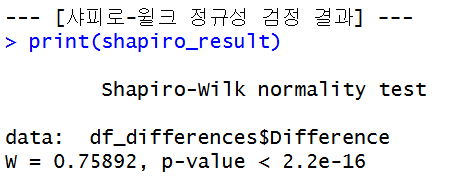 --- [샤피로-윌크 정규성 검정 결과] ---
> print(shapiro_result)
Shapiro-Wilk normality test
data:  df_differences$Difference
W = 0.75892, p-value < 2.2e-16